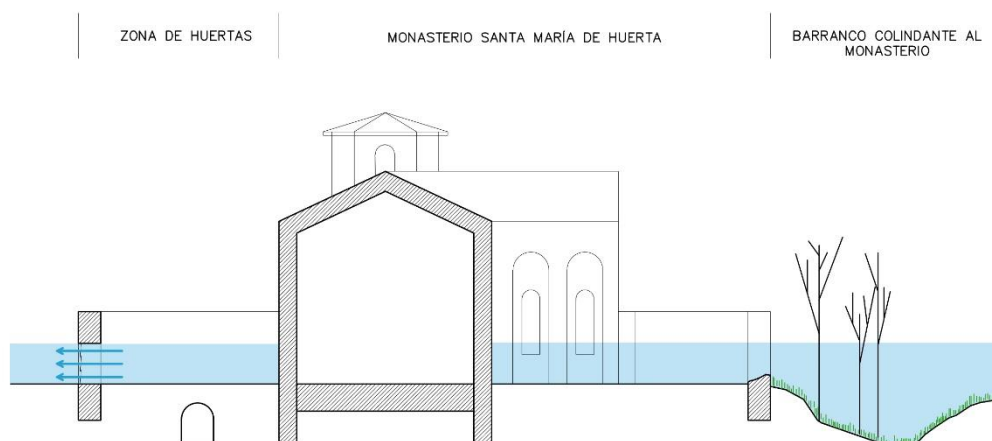 ZONA DE HUERTAS
MONASTERIO SANTA MARÍA DE HUERTA
BARRANCO COLINDANTE AL
MONASTERIO